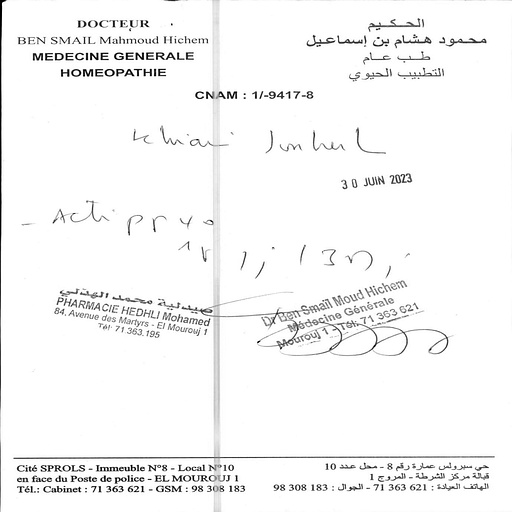 DOCTEUR
BEN SMAIL Mahmoud Hichem
MEDECINE GENERALE
HOMEOPATHIE
الحكيم
محمود هشام بن إسماعيل
طب عام
التطبيب الحيوي
CNAM : 1/-9417-8
30 JUIN 2023
صيدلية محمد الهذلي
PHARMACIE HEDHLI Mohamed
84, Avenue des Martyrs - El Mourouj 1
Tél: 71 363.195
Dr Ben Smail Moud Hichem
Médecine Générale
Mourouj 1 - Tél: 71 363 621
Cité SPROLS - Immeuble N°8 - Local N°10
en face du Poste de police - EL MOUROUJ 1
Tél.: Cabinet : 71 363 621 - GSM : 98 308 183
حي سبرولس عمارة رقم 8 - محل عدد 10
قبالة مركز الشرطة - المروج 1
الهاتف العيادة : 71 363 621 - الجوال : 98 308 183